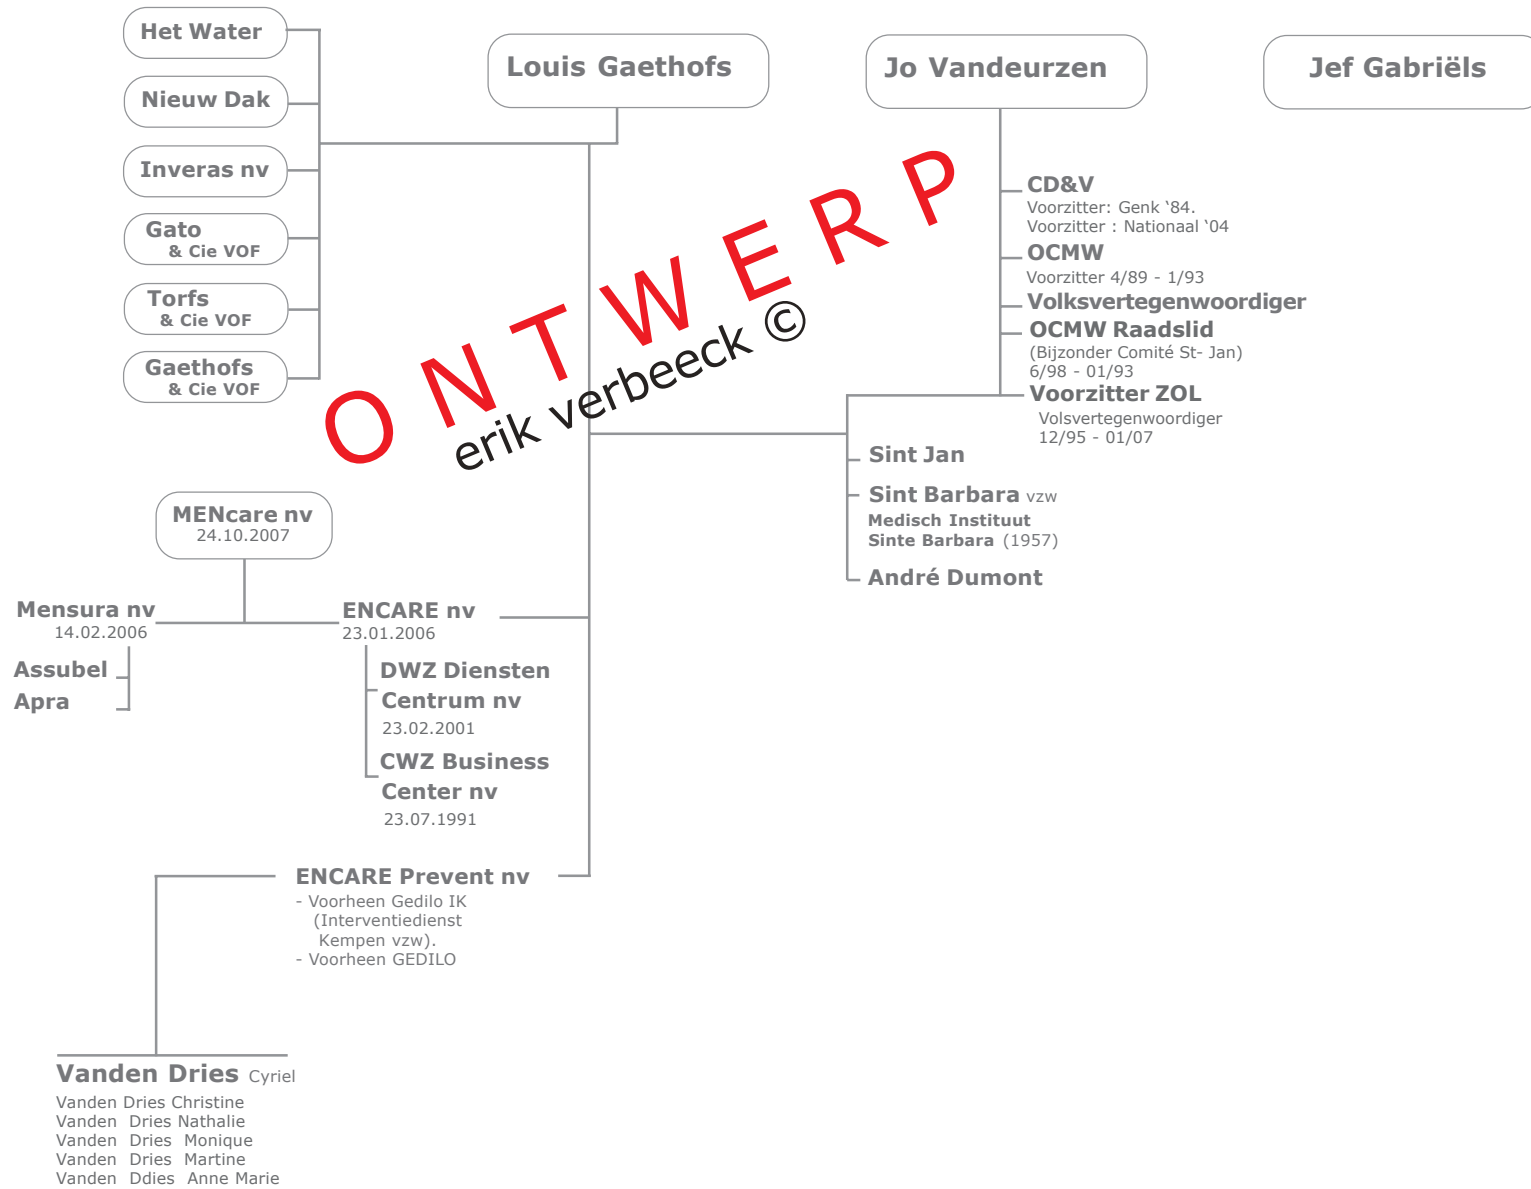 Het Water
Nieuw Dak
Inveras nv
Gato
& Cie VOF
Torfs
& Cie VOF
Gaethofs
& Cie VOF
Louis Gaethofs
Jo Vandeurzen
Jef Gabriëls
CD&V
Voorzitter: Genk ‘84.
Voorzitter : Nationaal ‘04
OCMW
Voorzitter 4/89 - 1/93
Volksvertegenwoordiger
OCMW Raadslid
(Bijzonder Comité St- Jan)
6/98 - 01/93
Voorzitter ZOL
Volsvertegenwoordiger
12/95 - 01/07
ONTWERP
erik verbeeck ©
Sint Jan
Sint Barbara vzw
Medisch Instituut
Sinte Barbara (1957)
André Dumont
MENcare nv
24.10.2007
Mensura nv
14.02.2006
Assubel
Apra
ENCARE nv
23.01.2006
DWZ Diensten
Centrum nv
23.02.2001
CWZ Business
Center nv
23.07.1991
ENCARE Prevent nv
- Voorheen Gedilo IK
(Interventiedienst
Kempen vzw).
- Voorheen GEDILO
Vanden Dries Cyriel
Vanden Dries Christine
Vanden Dries Nathalie
Vanden Dries Monique
Vanden Dries Martine
Vanden Ddies Anne Marie